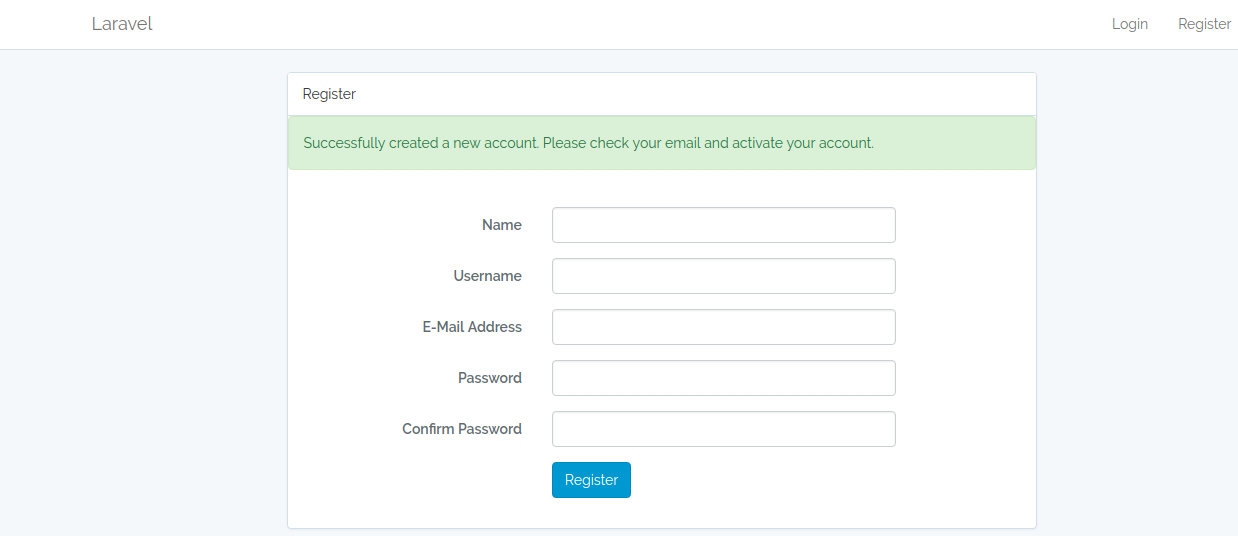 Laravel
Login Register
Register
Successfully created a new account. Please check your email and activate your account.
Name
Username
E-Mail Address
Password
Confirm Password
Register